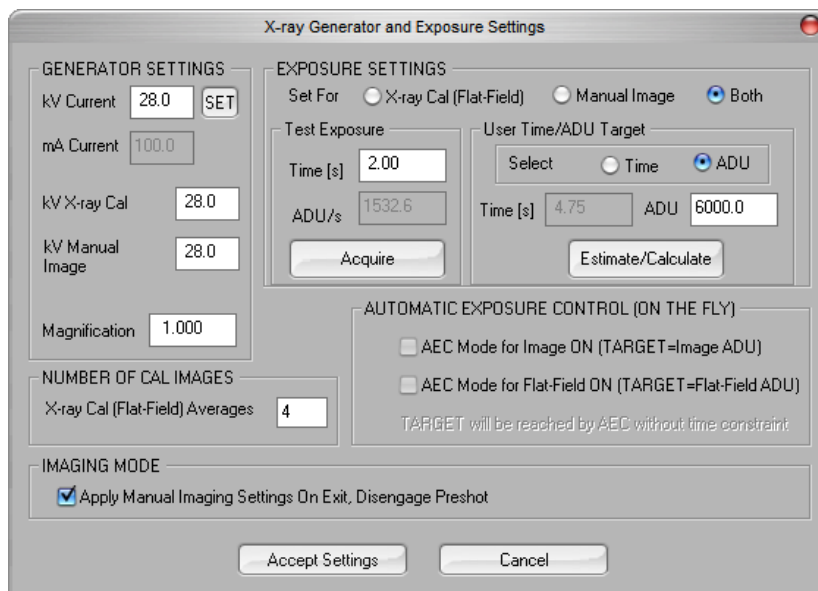 X-ray Generator and Exposure Settings
GENERATOR SETTINGS
kV Current 28.0 SET
mA Current 100.0
kV X-ray Cal 28.0
kV Manual
Image 28.0
Magnification 1.000
EXPOSURE SETTINGS
Set For X-ray Cal (Flat-Field) Manual Image Both
Test Exposure
Time [s] 2.00
ADU/s 1532.6
Acquire
User Time/ADU Target
Select Time ADU
Time [s] 4.75 ADU 6000.0
Estimate/Calculate
AUTOMATIC EXPOSURE CONTROL (ON THE FLY)
AEC Mode for Image ON (TARGET=Image ADU)
AEC Mode for Flat-Field ON (TARGET=Flat-Field ADU)
TARGET will be reached by AEC without time constraint
NUMBER OF CAL IMAGES
X-ray Cal (Flat-Field) Averages 4
IMAGING MODE
Apply Manual Imaging Settings On Exit, Disengage Preshot
Accept Settings Cancel